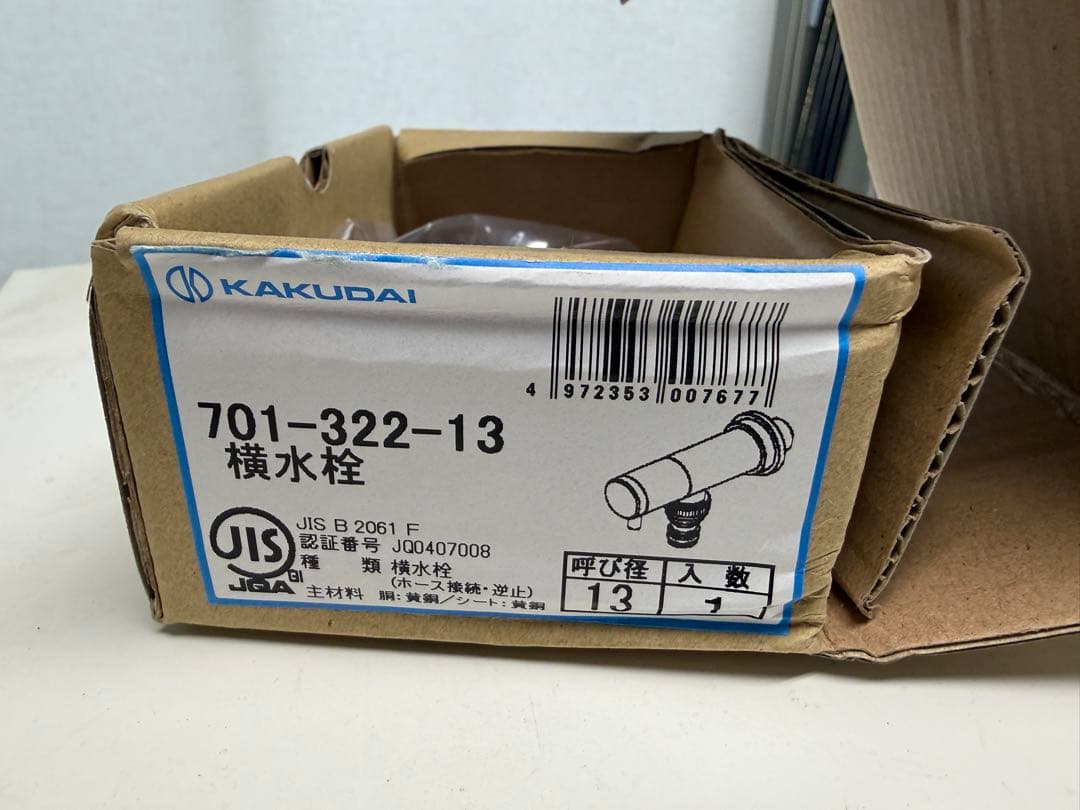 KAKUDAI
4 972353 007677
701-322-13
横水栓
JIS
JQA
JIS B 2061 F
認証番号 JQ0407008
種 類 横水栓
(ホース接続・逆止)
主材料 胴:黄銅/シート:黄銅
呼び径 入数
13 1